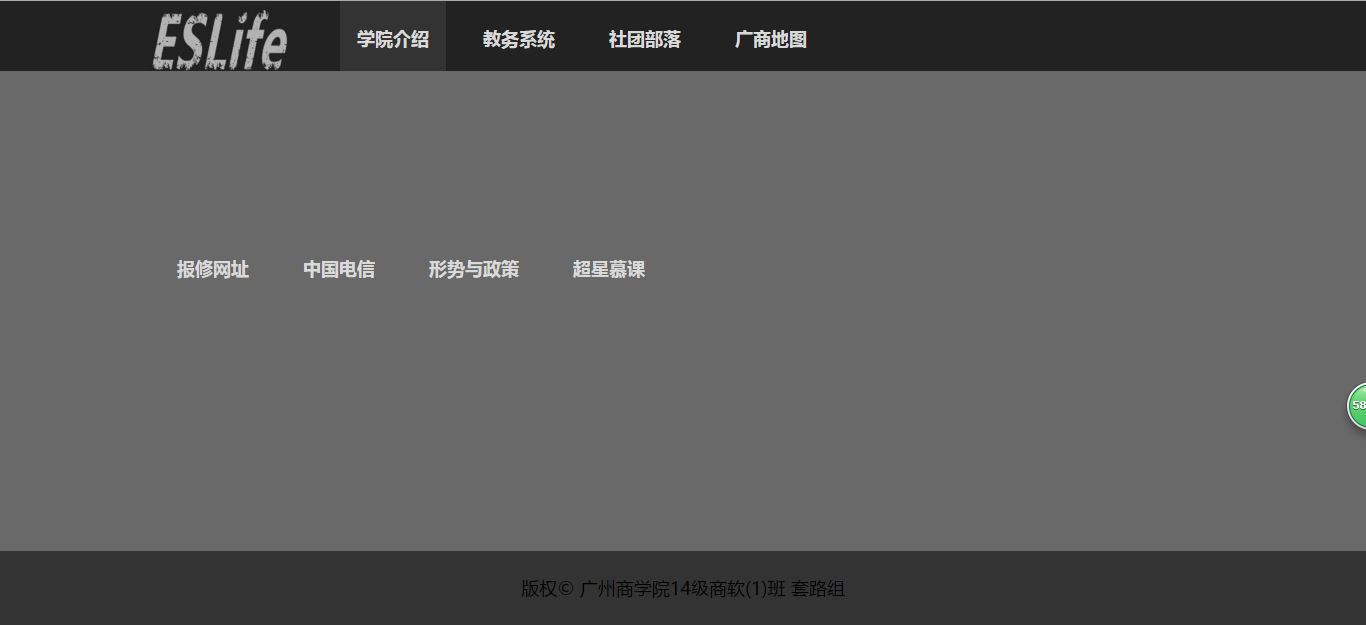 ESLife 学院介绍 教务系统 社团部落 广商地图
报修网址 中国电信 形势与政策 超星慕课
58
版权© 广州商学院14级商软(1)班 套路组